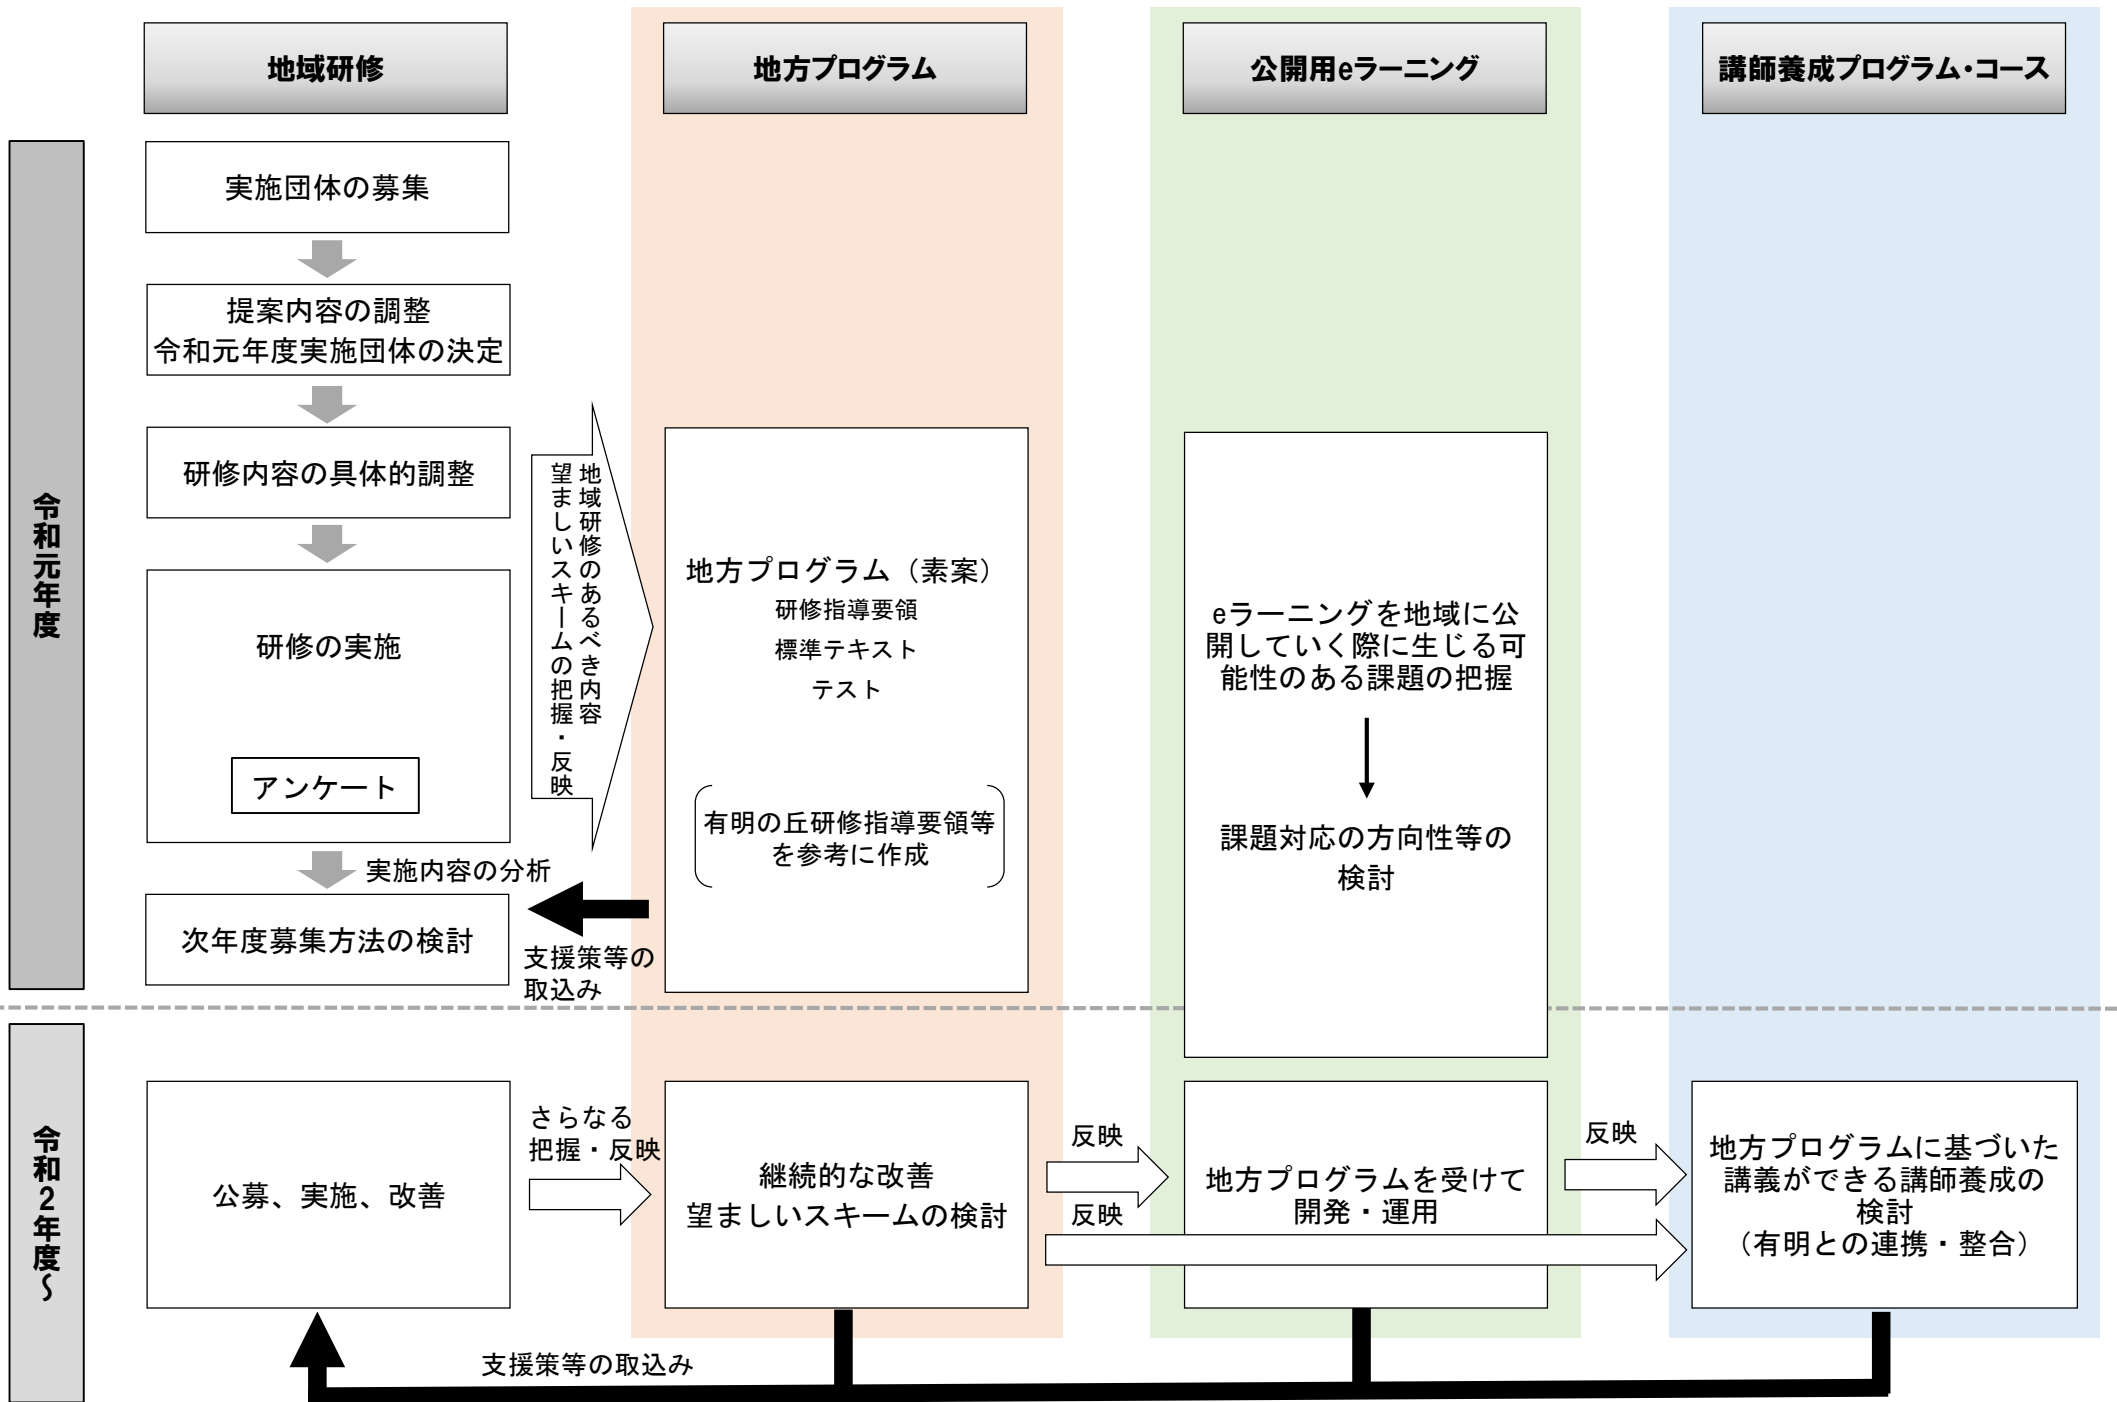 地域研修
地方プログラム
公開用eラーニング
講師養成プログラム・コース
令和元年度
実施団体の募集
提案内容の調整
令和元年度実施団体の決定
研修内容の具体的調整
研修の実施
アンケート
実施内容の分析
次年度募集方法の検討
地域研修のあるべき内容
望ましいスキームの把握・反映
地方プログラム（素案）
研修指導要領
標準テキスト
テスト
有明の丘研修指導要領等
を参考に作成
支援策等の
取込み
eラーニングを地域に公
開していく際に生じる可
能性のある課題の把握
課題対応の方向性等の
検討
令和2年度～
公募、実施、改善
さらなる
把握・反映
継続的な改善
望ましいスキームの検討
反映
反映
地方プログラムを受けて
開発・運用
反映
地方プログラムに基づいた
講義ができる講師養成の
検討
（有明との連携・整合）
支援策等の取込み